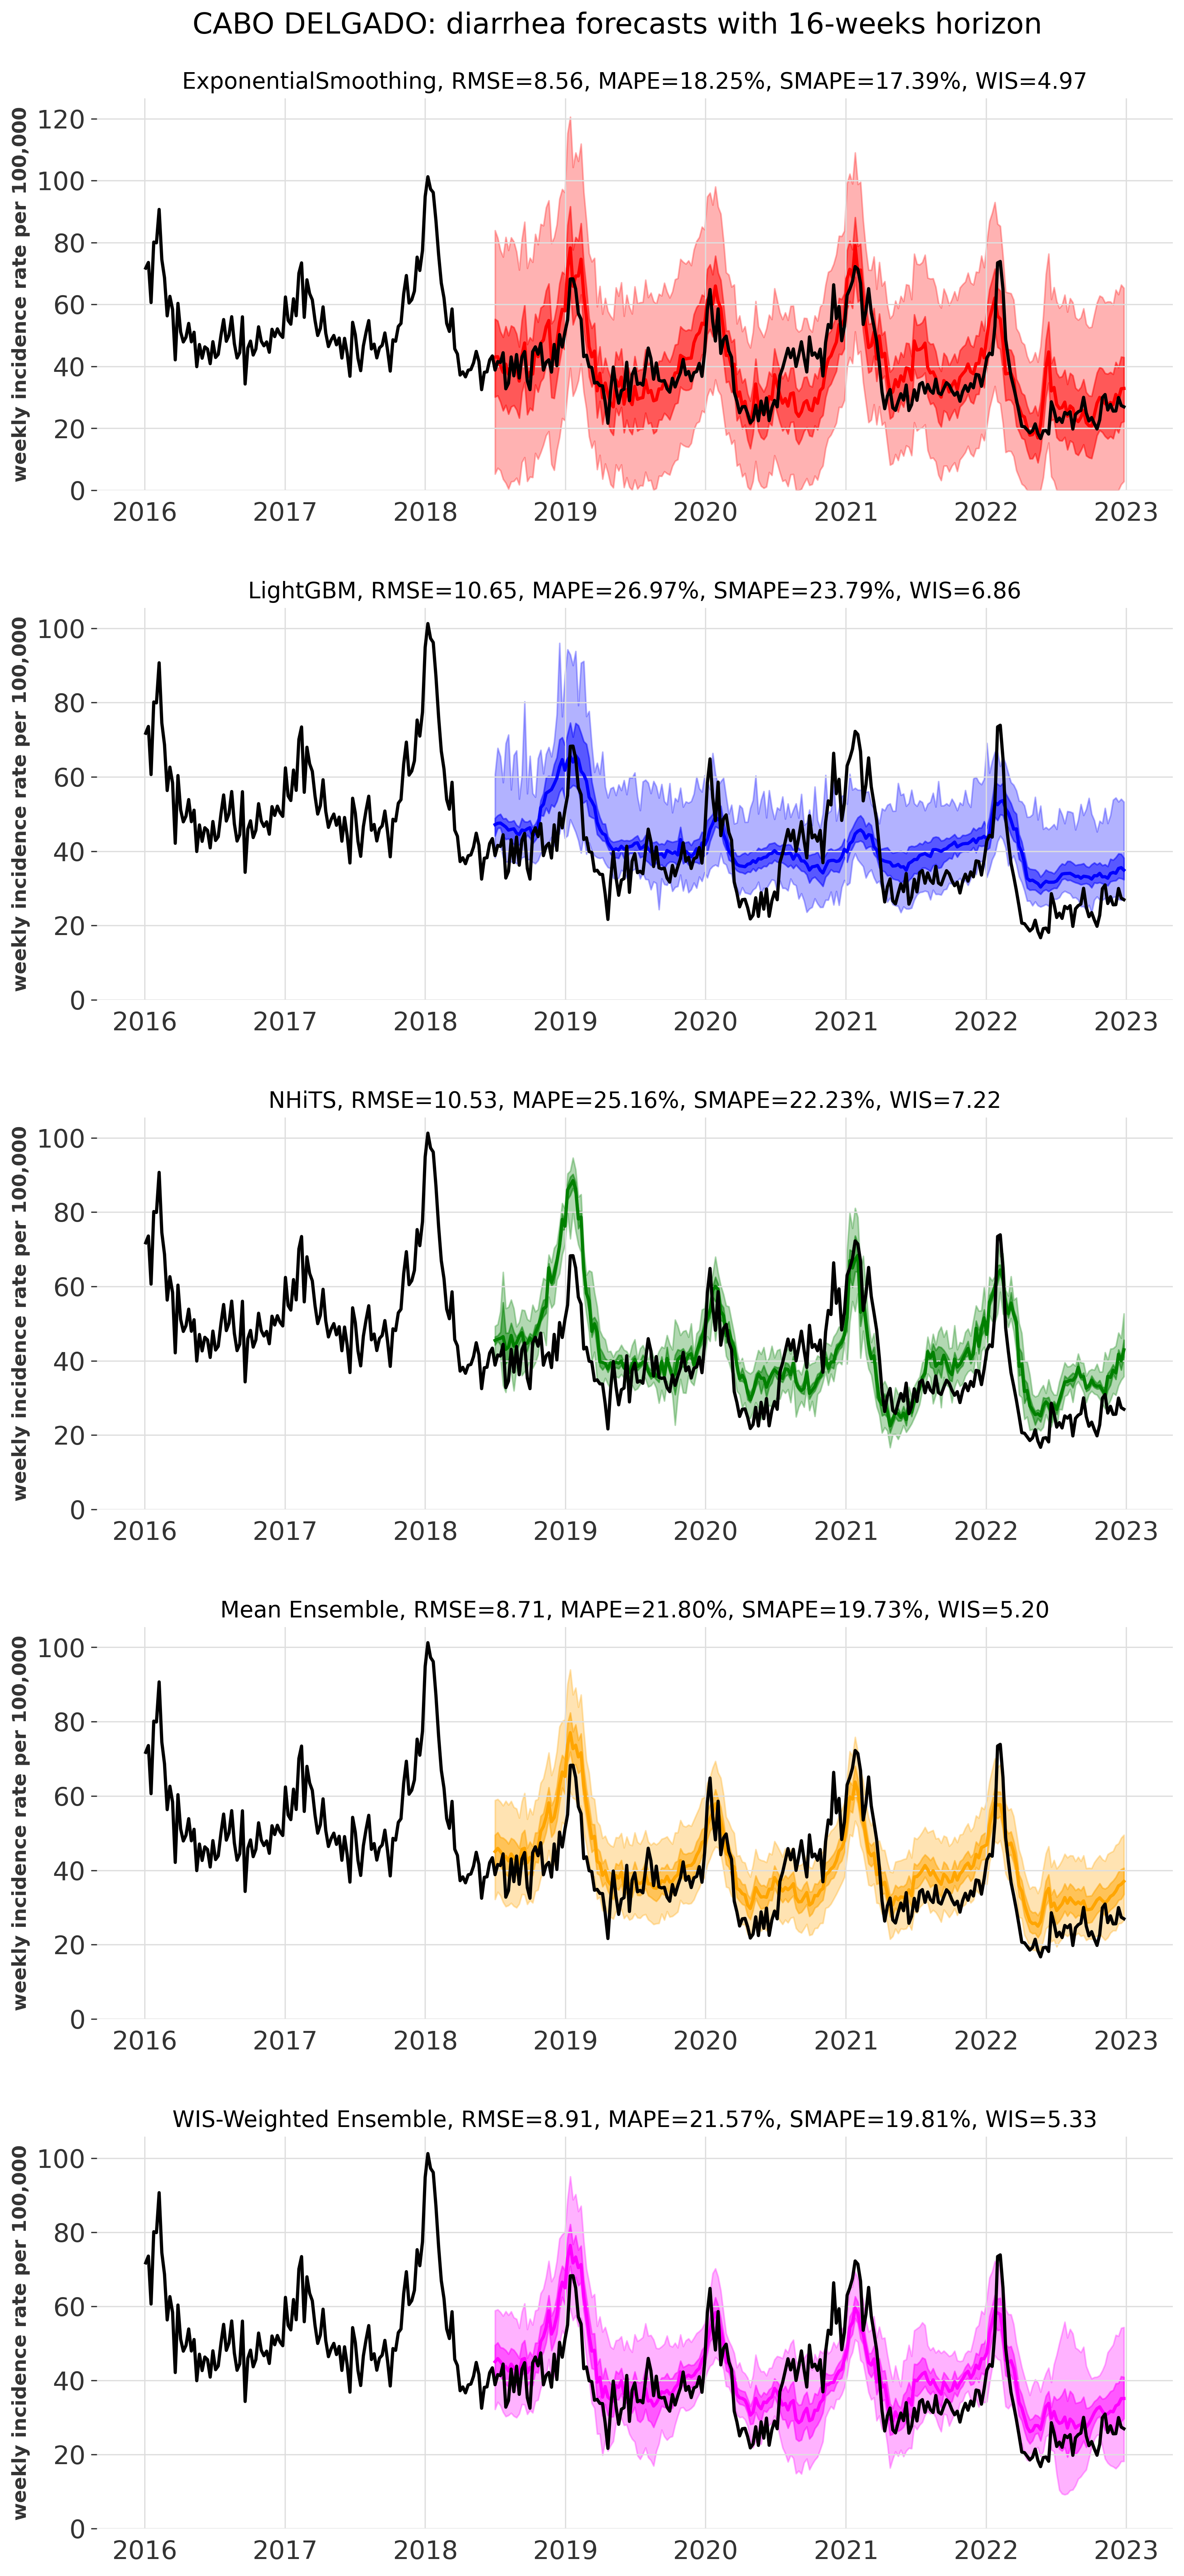 CABO DELGADO: diarrhea forecasts with 16-weeks horizon
ExponentialSmoothing, RMSE=8.56, MAPE=18.25%, SMAPE=17.39%, WIS=4.97
weekly incidence rate per 100,000
120
100
80
60
40
20
0
2016 2017 2018 2019 2020 2021 2022 2023
LightGBM, RMSE=10.65, MAPE=26.97%, SMAPE=23.79%, WIS=6.86
weekly incidence rate per 100,000
100
80
60
40
20
0
2016 2017 2018 2019 2020 2021 2022 2023
NHiTS, RMSE=10.53, MAPE=25.16%, SMAPE=22.23%, WIS=7.22
weekly incidence rate per 100,000
100
80
60
40
20
0
2016 2017 2018 2019 2020 2021 2022 2023
Mean Ensemble, RMSE=8.71, MAPE=21.80%, SMAPE=19.73%, WIS=5.20
weekly incidence rate per 100,000
100
80
60
40
20
0
2016 2017 2018 2019 2020 2021 2022 2023
WIS-Weighted Ensemble, RMSE=8.91, MAPE=21.57%, SMAPE=19.81%, WIS=5.33
weekly incidence rate per 100,000
100
80
60
40
20
0
2016 2017 2018 2019 2020 2021 2022 2023